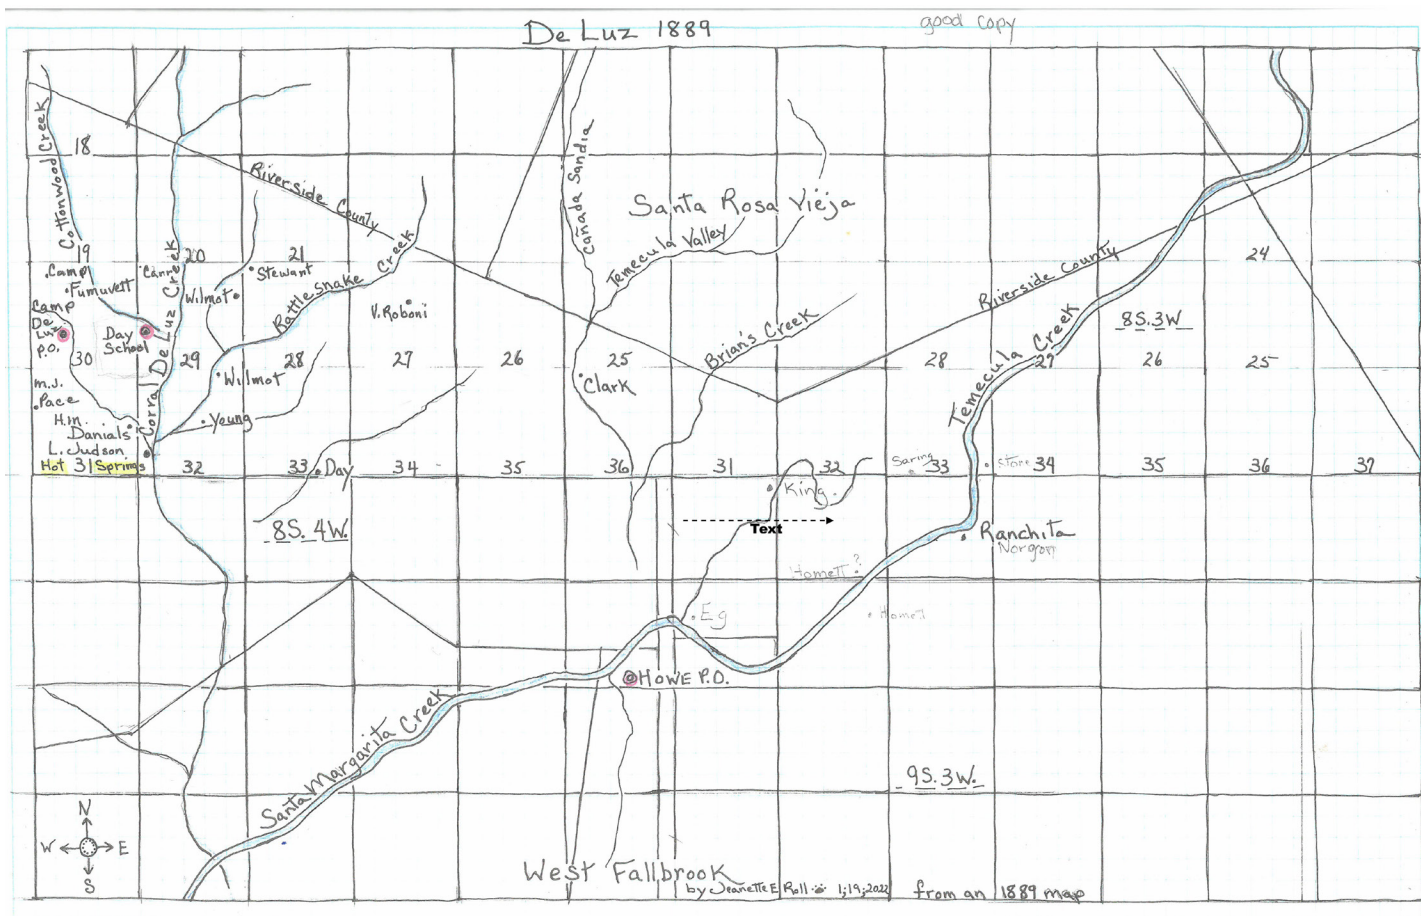 De Luz 1889
good copy
Cottonwood Creek
18
Riverside County
Cañada Sandia
Santa Rosa Vieja
Temecula Valley
19
20
21
24
.Camp
Fumuvett
Wilmot
Stewart
Rattlesnake Creek
V. Roboni
Riverside County
Camp
De
Luz
P.O.
Day
School
Corral De Luz Creek
Brian's Creek
8S.3W
Temecula Creek
30
29
28
27
26
25
28
27
26
25
Wilmot
Clark
M.J.
Pace
H.M.
Danials
Young
L. Judson
Hot 31 Springs
32
33
Day
34
35
36
31
32
33
Store
34
35
36
37
King
8S. 4W.
Text
Ranchita
Homett?
Eg
HOWE P.O.
Santa Margarita Creek
9S.3W.
N
W E
S
West Fallbrook
by Jeanette E Roll 1;19;2022
from an 1889 map